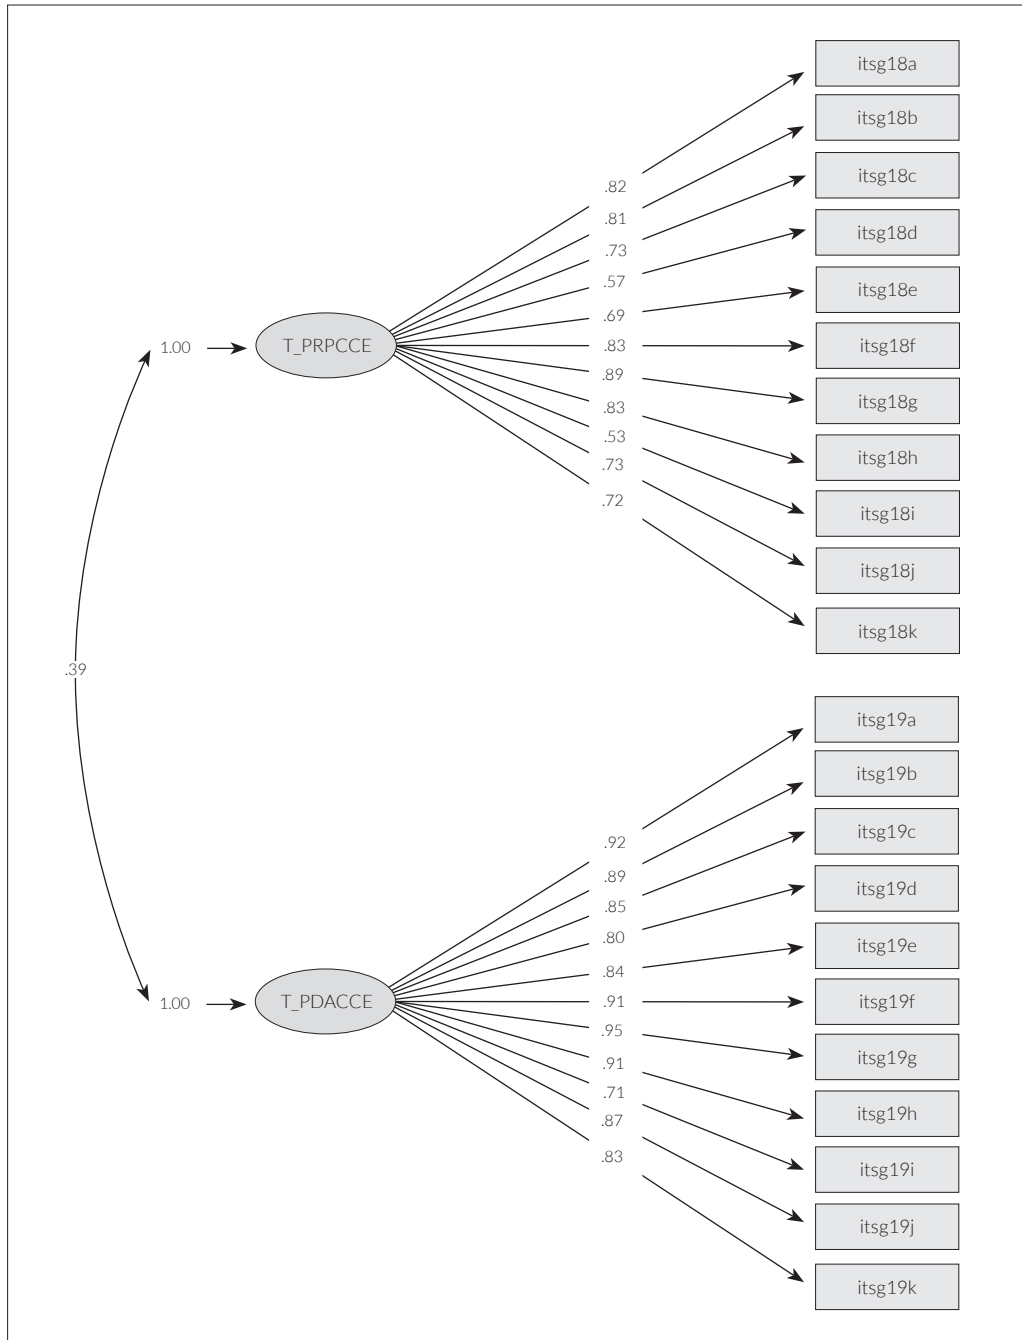 itsg18a
itsg18b
itsg18c
itsg18d
itsg18e
itsg18f
itsg18g
itsg18h
itsg18i
itsg18j
itsg18k
.82
.81
.73
.57
.69
.83
.89
.83
.53
.73
.72
1.00
T_PRPCCE
.39
itsg19a
itsg19b
itsg19c
itsg19d
itsg19e
itsg19f
itsg19g
itsg19h
itsg19i
itsg19j
itsg19k
.92
.89
.85
.80
.84
.91
.95
.91
.71
.87
.83
1.00
T_PDACCE